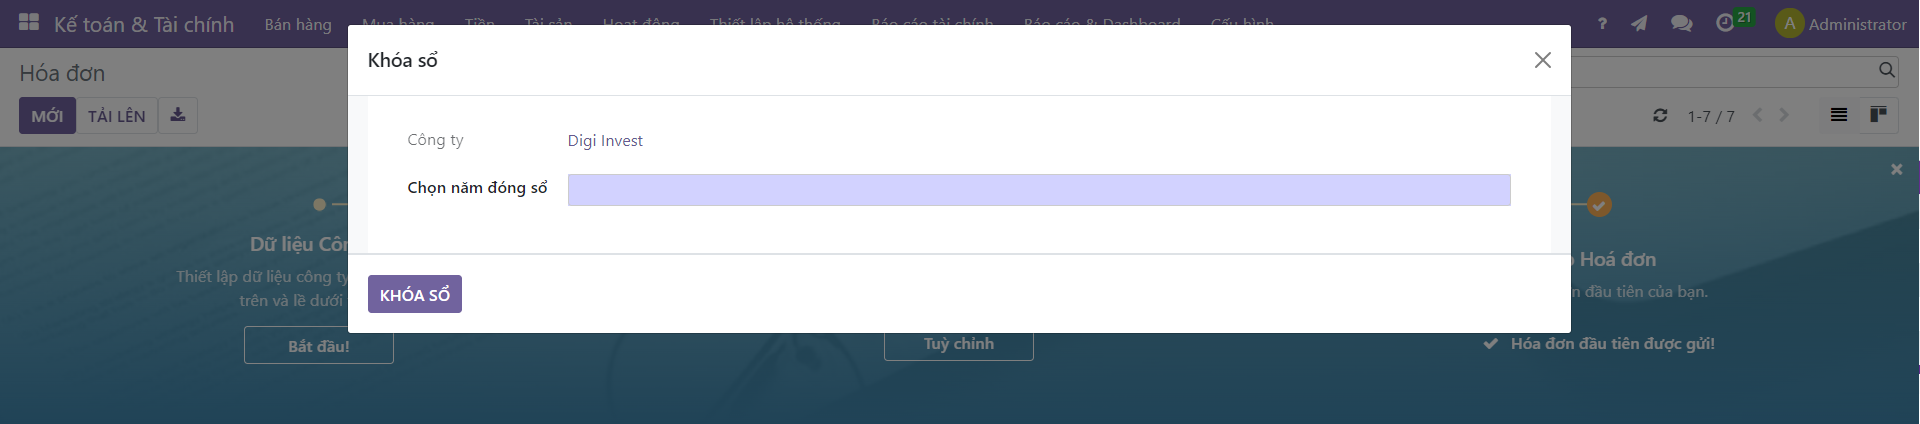 Kế toán & Tài chính Bán hàng Mua hàng Tiền Tài sản Hoạt động Thiết lập hệ thống Báo cáo tài chính Báo cáo & Dashboard Cấu hình ? 21 A Administrator
Khóa sổ
Hóa đơn
MỚI TẢI LÊN
1-7 / 7
Công ty Digi Invest
Chọn năm đóng sổ
Dữ liệu
Hoá đơn
Thiết lập dữ liệu công ty
đầu tiên của bạn.
trên và lề dưới
KHÓA SỔ
Bắt đầu!
Tuỳ chỉnh
Hóa đơn đầu tiên được gửi!